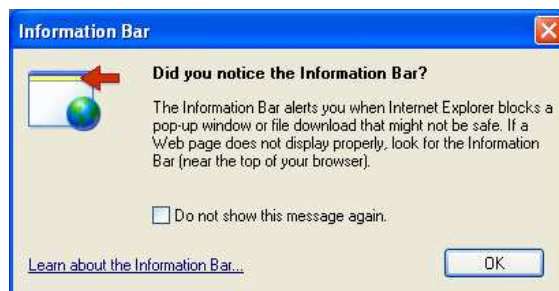 Information Bar
Did you notice the Information Bar?
The Information Bar alerts you when Internet Explorer blocks a
pop-up window or file download that might not be safe. If a
Web page does not display properly, look for the Information
Bar (near the top of your browser).
Do not show this message again.
Learn about the Information Bar...
OK